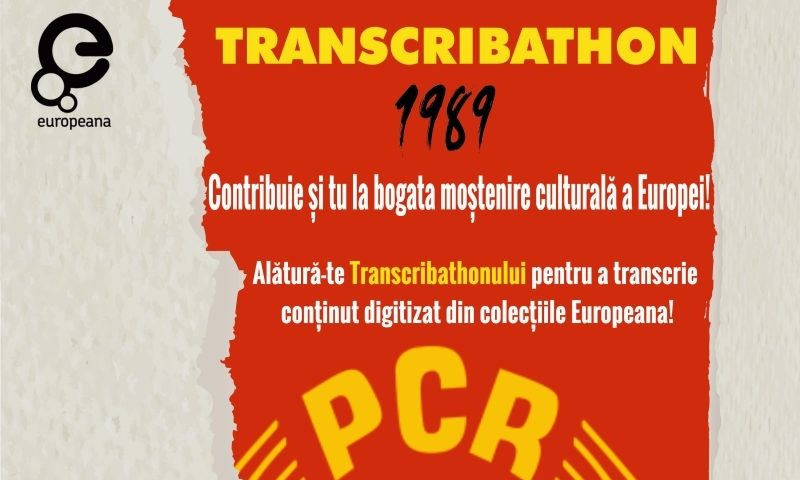 europeana
TRANSCRIBATHON
1989
Contribuie și tu la bogata moștenire culturală a Europei!
Alătură-te Transcribathonului pentru a transcrie
conținut digitizat din colecțiile Europeana!
PCR